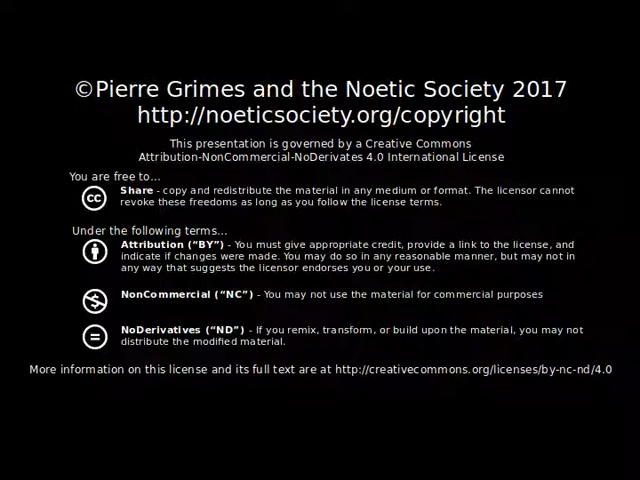 ©Pierre Grimes and the Noetic Society 2017
http://noeticsociety.org/copyright
This presentation is governed by a Creative Commons
Attribution-NonCommercial-NoDerivates 4.0 International License
You are free to...
cc
Share - copy and redistribute the material in any medium or format. The licensor cannot
revoke these freedoms as long as you follow the license terms.
Under the following terms...
Attribution (“BY”) - You must give appropriate credit, provide a link to the license, and
indicate if changes were made. You may do so in any reasonable manner, but may not in
any way that suggests the licensor endorses you or your use.
NonCommercial (“NC”) - You may not use the material for commercial purposes
NoDerivatives (“ND”) - If you remix, transform, or build upon the material, you may not
distribute the modified material.
More information on this license and its full text are at http://creativecommons.org/licenses/by-nc-nd/4.0